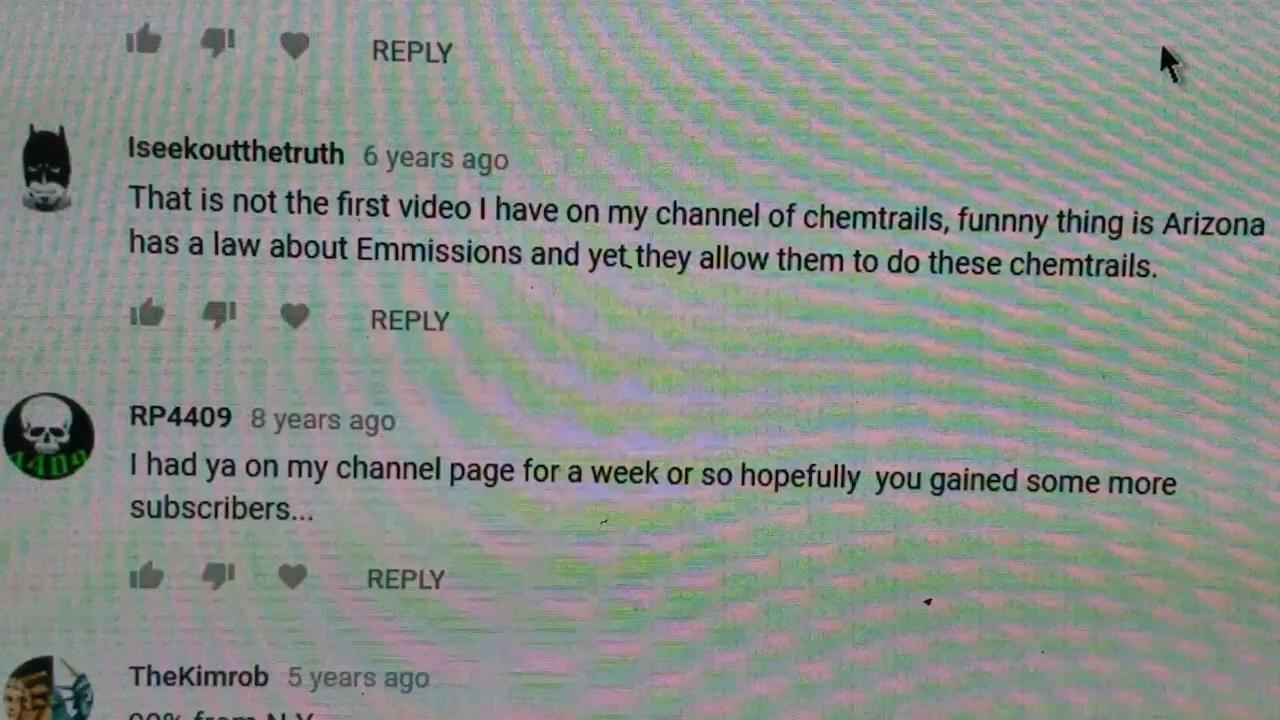 REPLY
Iseekoutthetruth 6 years ago
That is not the first video I have on my channel of chemtrails, funnny thing is Arizona
has a law about Emmissions and yet they allow them to do these chemtrails.
REPLY
RP4409 8 years ago
4409
I had ya on my channel page for a week or so hopefully you gained some more
subscribers...
REPLY
TheKimrob 5 years ago